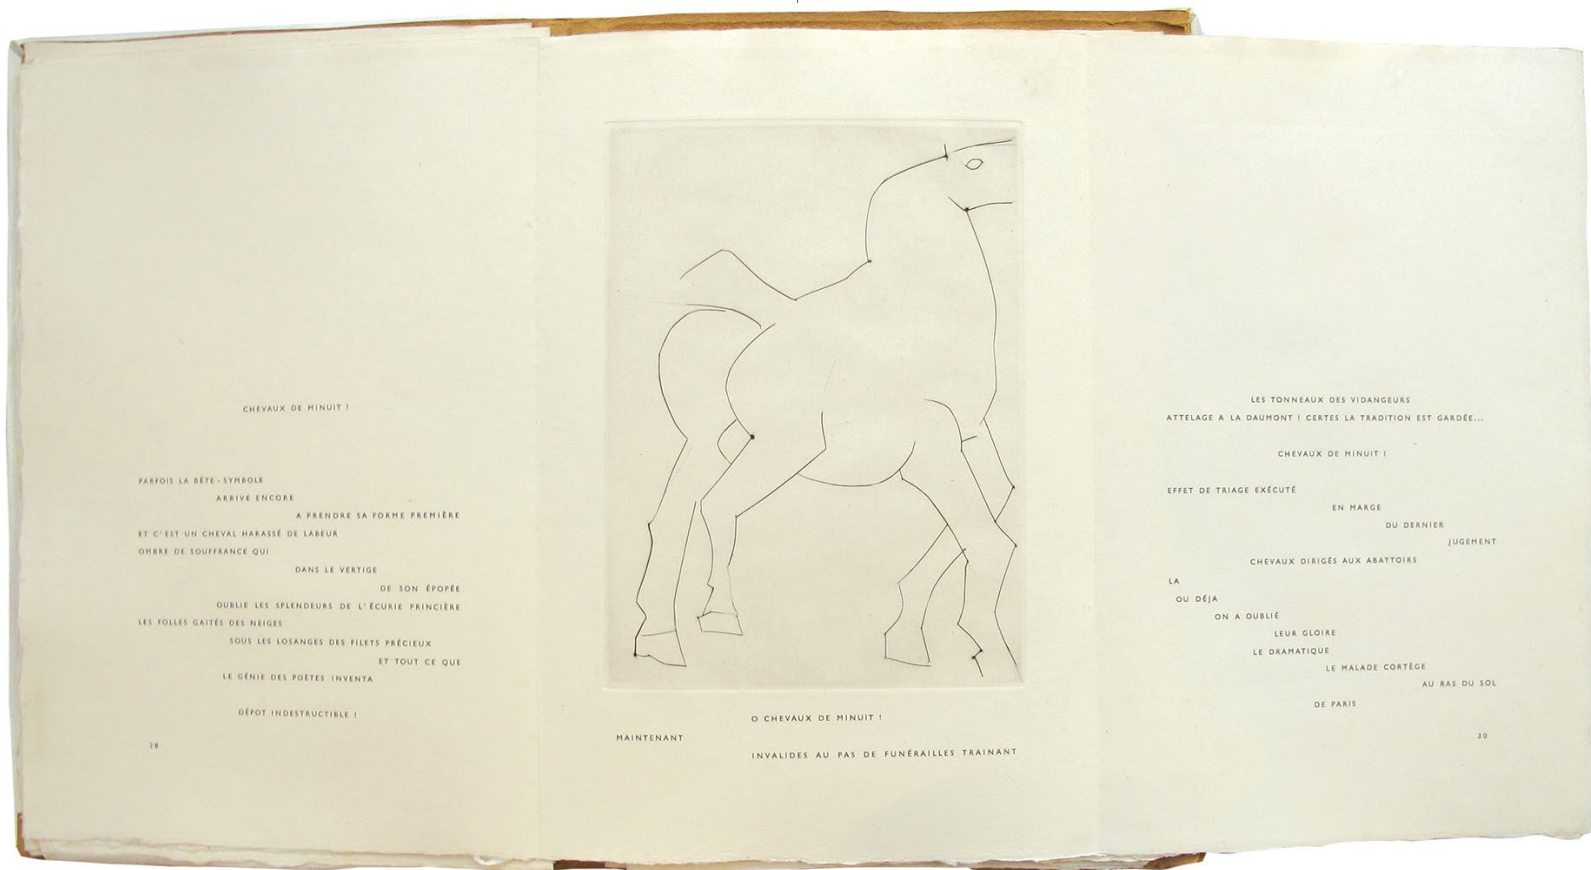 CHEVAUX DE MINUIT !
PARFOIS LA BÊTE-SYMBOLE
ARRIVE ENCORE
A PRENDRE SA FORME PREMIÈRE
ET C'EST UN CHEVAL HARASSÉ DE LABEUR
OMBRE DE SOUFFRANCE QUI
DANS LE VERTIGE
DE SON ÉPOPÉE
OUBLIE LES SPLENDEURS DE L'ÉCURIE PRINCIÈRE
LES FOLLES GAITÉS DES NEIGES
SOUS LES LOSANGES DES FILETS PRÉCIEUX
ET TOUT CE QUE
LE GÉNIE DES POÈTES INVENTA
DÉPOT INDESTRUCTIBLE !
28
O CHEVAUX DE MINUIT !
MAINTENANT
INVALIDES AU PAS DE FUNÉRAILLES TRAINANT
LES TONNEAUX DES VIDANGEURS
ATTELAGE A LA DAUMONT ! CERTES LA TRADITION EST GARDÉE...
CHEVAUX DE MINUIT !
EFFET DE TRIAGE EXÉCUTÉ
EN MARGE
DU DERNIER
JUGEMENT
CHEVAUX DIRIGÉS AUX ABATTOIRS
LA
OU DÉJA
ON A OUBLIÉ
LEUR GLOIRE
LE DRAMATIQUE
LE MALADE CORTÈGE
AU RAS DU SOL
DE PARIS
30